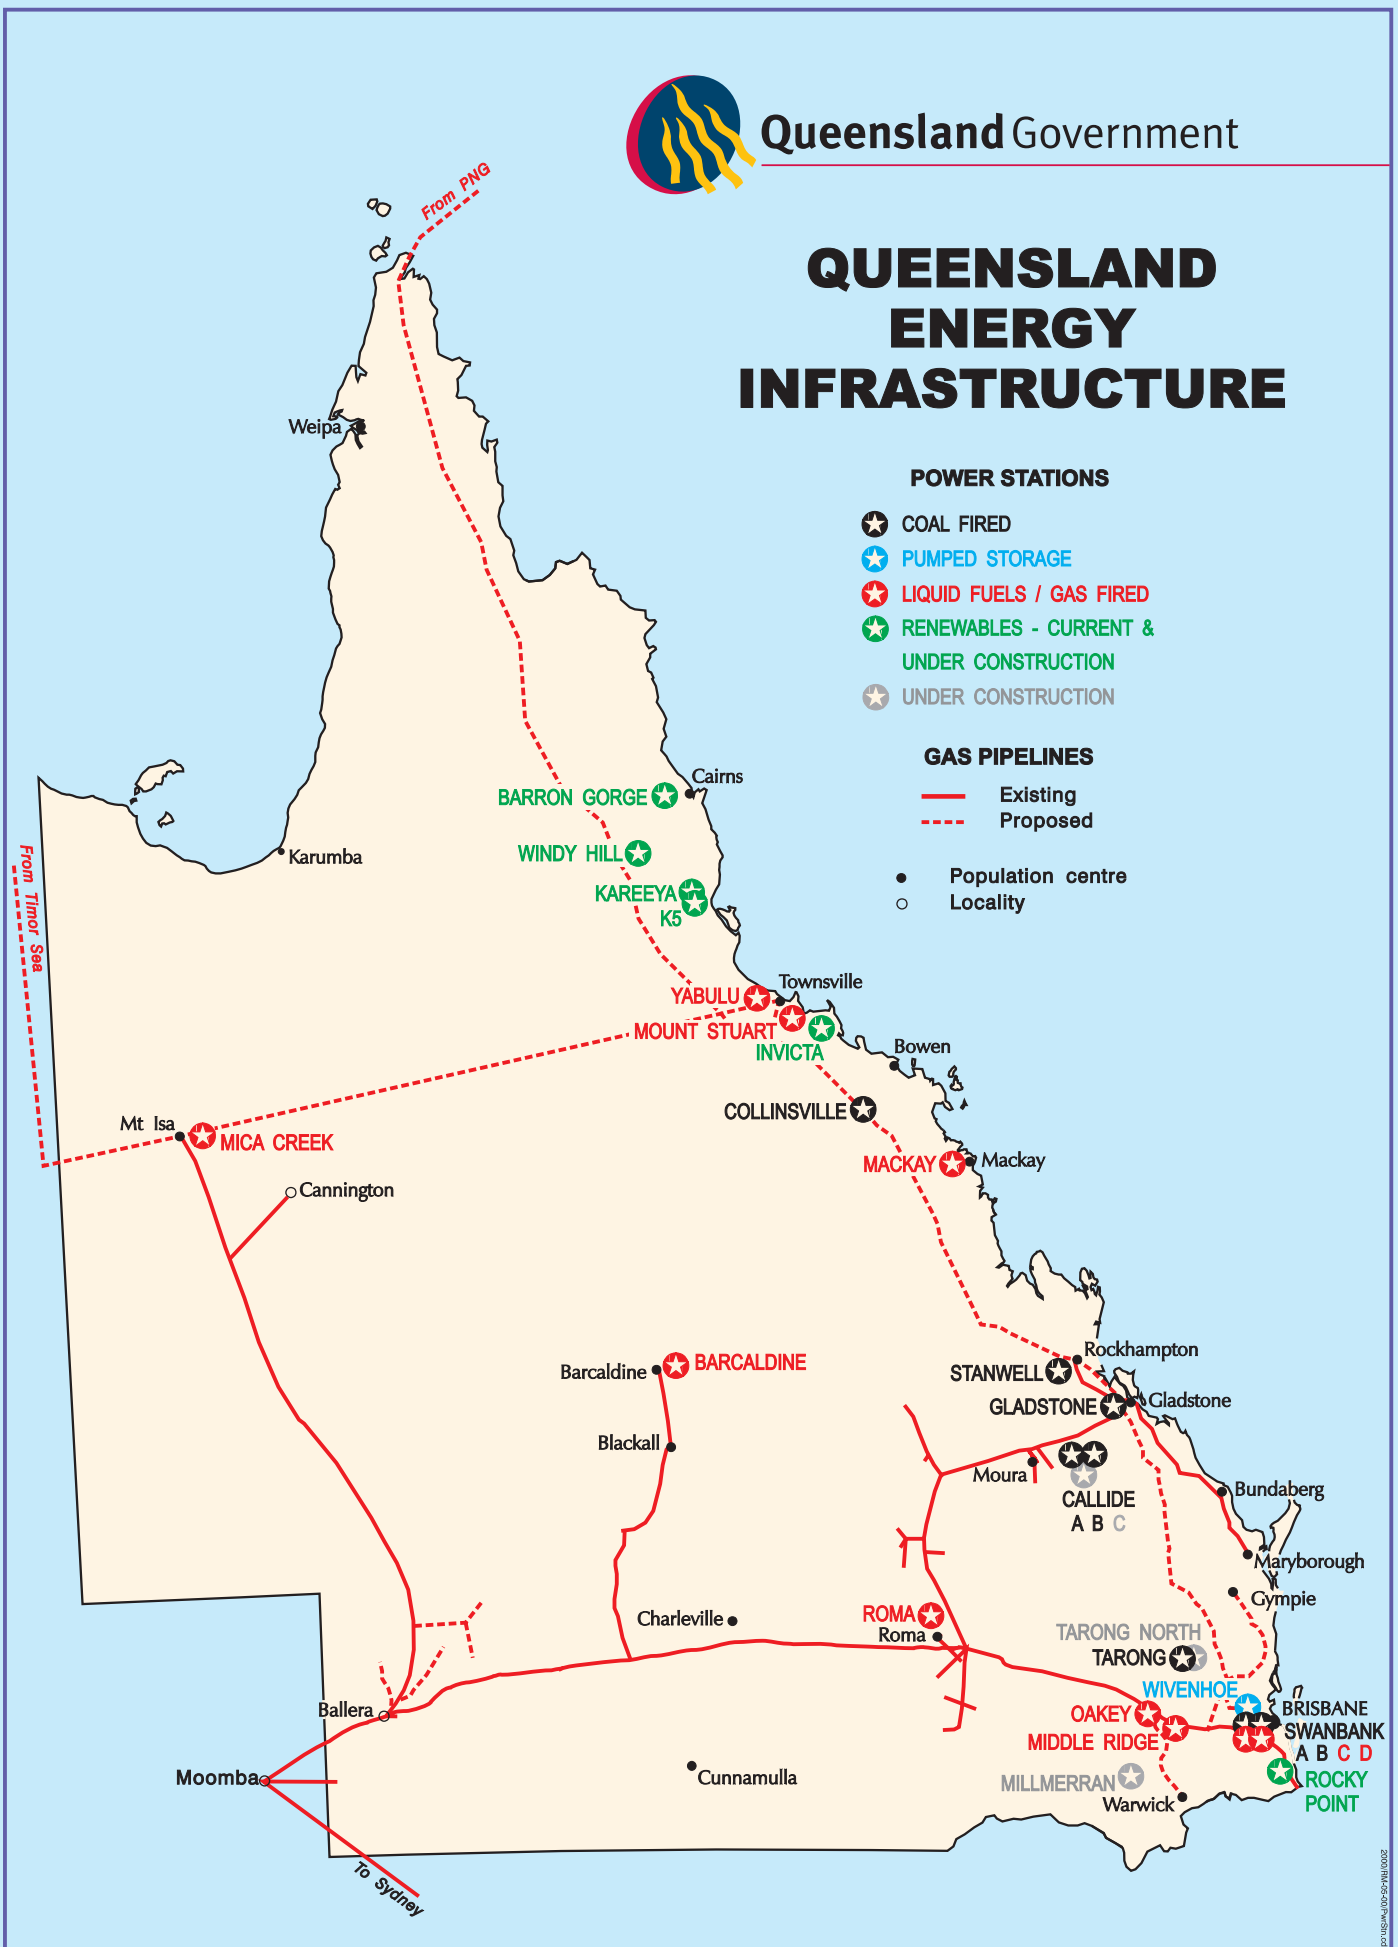 Queensland Government
QUEENSLAND
ENERGY
INFRASTRUCTURE
POWER STATIONS
COAL FIRED
PUMPED STORAGE
LIQUID FUELS / GAS FIRED
RENEWABLES - CURRENT &
UNDER CONSTRUCTION
UNDER CONSTRUCTION
GAS PIPELINES
Existing
Proposed
Population centre
Locality
From PNG
Weipa
Cairns
BARRON GORGE
Karumba
WINDY HILL
From Timor Sea
KAREEYA
K5
Townsville
YABULU
MOUNT STUART
INVICTA
Bowen
COLLINSVILLE
Mt Isa
MICA CREEK
MACKAY
Mackay
Cannington
Rockhampton
Barcaldine
BARCALDINE
STANWELL
GLADSTONE
Gladstone
Blackall
Moura
CALLIDE
A B C
Bundaberg
Maryborough
Gympie
ROMA
Roma
Charleville
TARONG NORTH
TARONG
WIVENHOE
Ballera
OAKEY
BRISBANE
SWANBANK
A B C D
MIDDLE RIDGE
Moomba
Cunnamulla
MILLMERRAN
Warwick
ROCKY
POINT
To Sydney